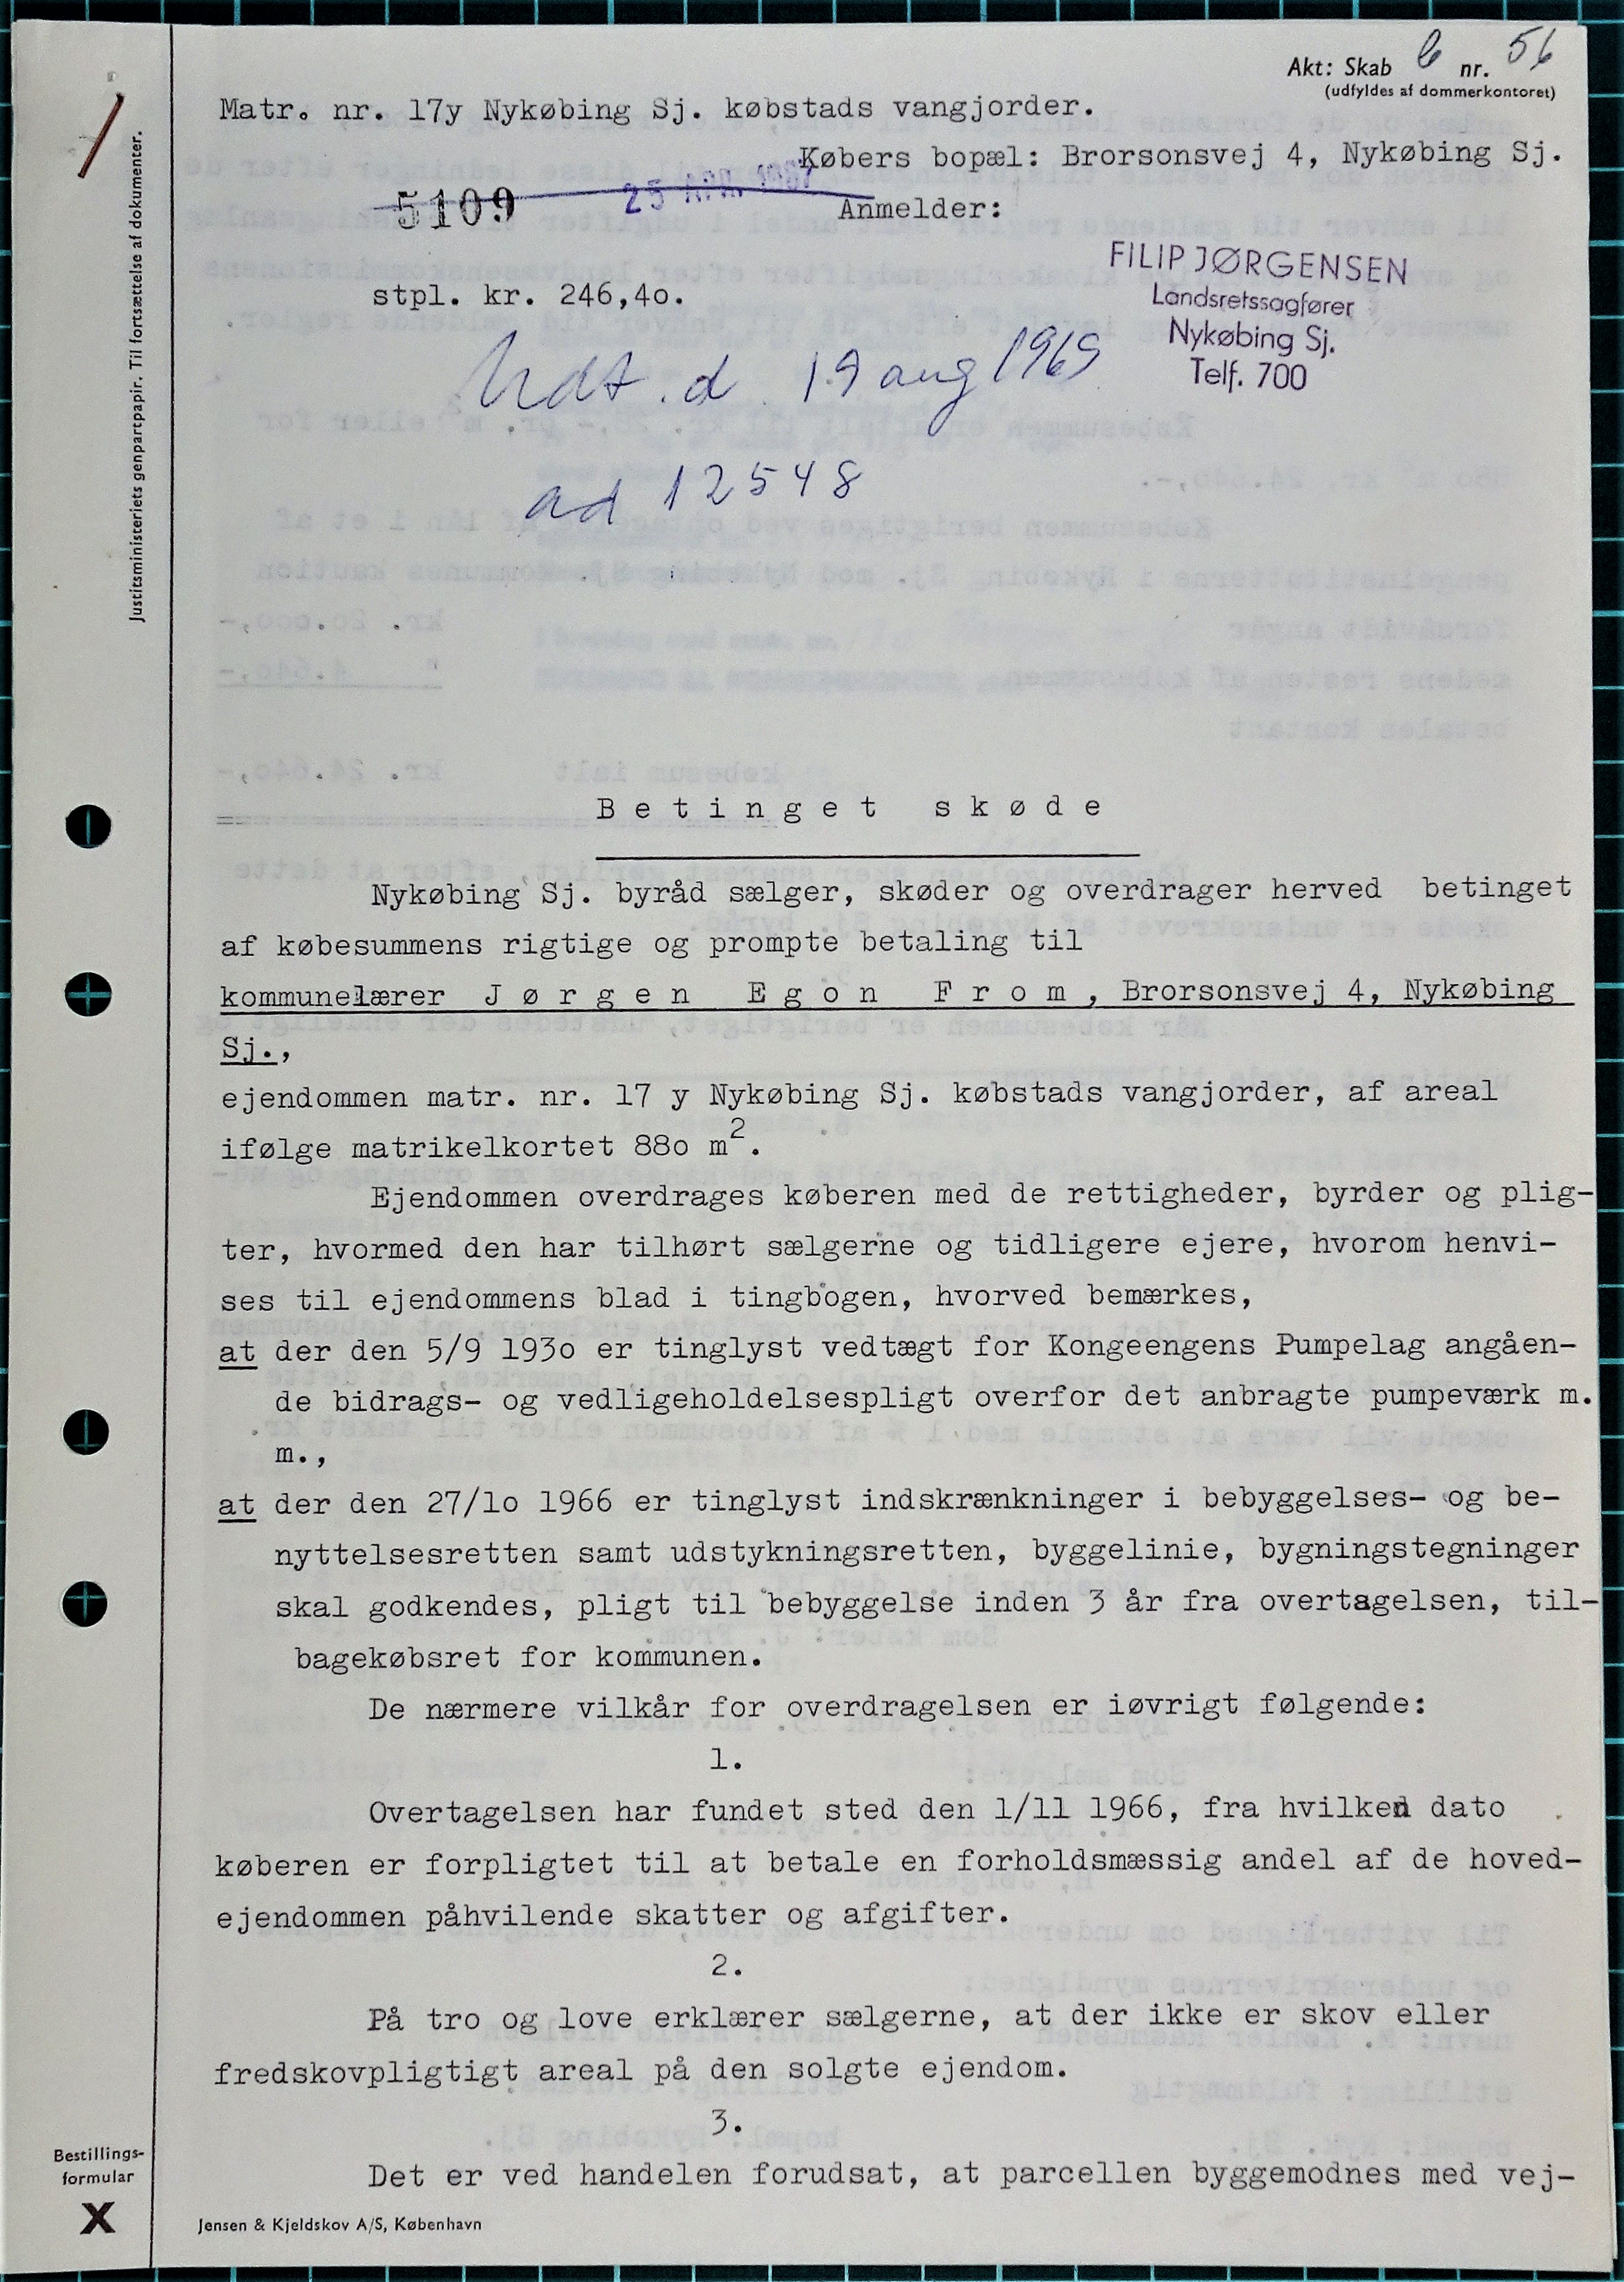 Akt: Skab C nr. 56
(udfyldes af dommerkontoret)
Matr. nr. 17y Nykøbing Sj. købstads vangjorder.
Købers bopæl: Brorsonsvej 4, Nykøbing Sj.
5109 25 APR. 1967
Anmelder:
FILIP JØRGENSEN
Landsretssagfører
Nykøbing Sj.
Telf. 700
stpl. kr. 246,4o.
Udt. d. 19 aug 1969
ad 12548
Justitsministeriets genpartpapir. Til fortsættelse af dokumenter.
Betinget skøde
Nykøbing Sj. byråd sælger, skøder og overdrager herved betinget
af købesummens rigtige og prompte betaling til
kommunelærer Jørgen Egon From, Brorsonsvej 4, Nykøbing
Sj.,
ejendommen matr. nr. 17 y Nykøbing Sj. købstads vangjorder, af areal
ifølge matrikelkortet 88o m².
Ejendommen overdrages køberen med de rettigheder, byrder og plig-
ter, hvormed den har tilhørt sælgerne og tidligere ejere, hvorom henvi-
ses til ejendommens blad i tingbogen, hvorved bemærkes,
at der den 5/9 193o er tinglyst vedtægt for Kongeengens Pumpelag angåen-
de bidrags- og vedligeholdelsespligt overfor det anbragte pumpeværk m.
m.,
at der den 27/1o 1966 er tinglyst indskrænkninger i bebyggelses- og be-
nyttelsesretten samt udstykningsretten, byggelinie, bygningstegninger
skal godkendes, pligt til bebyggelse inden 3 år fra overtagelsen, til-
bagekøbsret for kommunen.
De nærmere vilkår for overdragelsen er iøvrigt følgende:
1.
Overtagelsen har fundet sted den 1/11 1966, fra hvilken dato
køberen er forpligtet til at betale en forholdsmæssig andel af de hoved-
ejendommen påhvilende skatter og afgifter.
2.
På tro og love erklærer sælgerne, at der ikke er skov eller
fredskovpligtigt areal på den solgte ejendom.
3.
Det er ved handelen forudsat, at parcellen byggemodnes med vej-
Bestillings-
formular
X
Jensen & Kjeldskov A/S, København